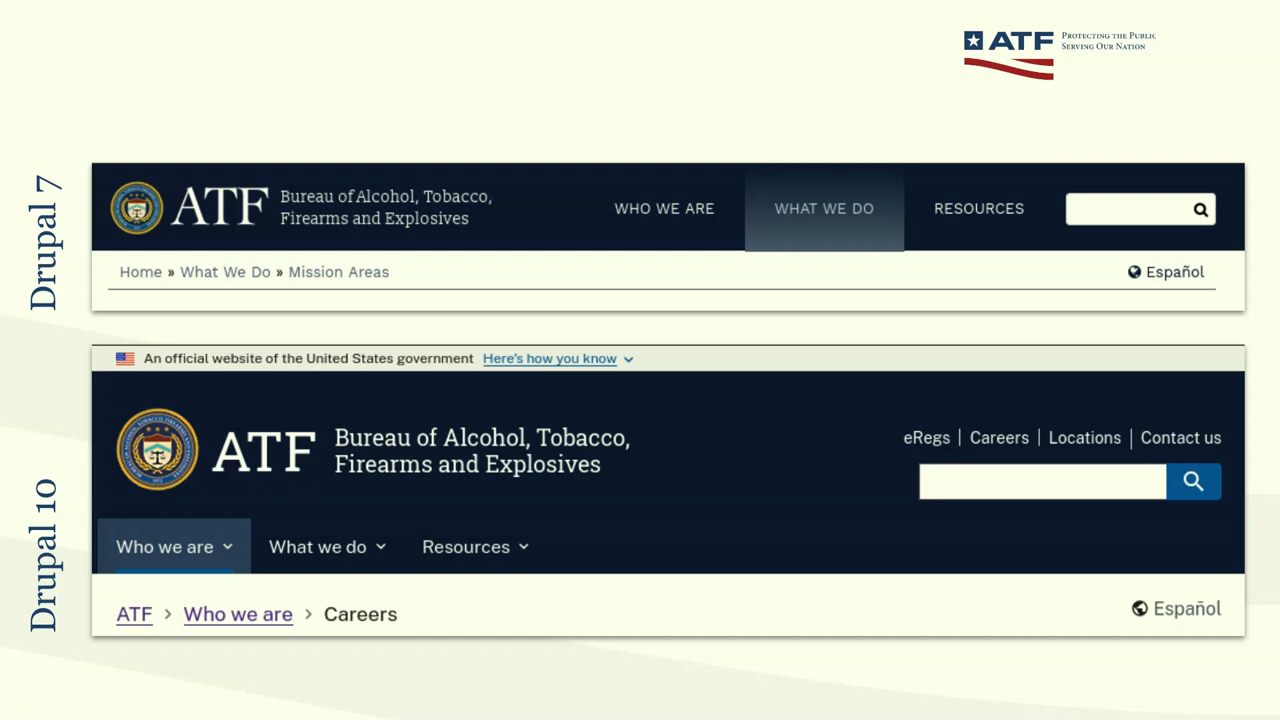 ATF
PROTECTING THE PUBLIC
SERVING OUR NATION
Drupal 7
ATF
Bureau of Alcohol, Tobacco,
Firearms and Explosives
WHO WE ARE
WHAT WE DO
RESOURCES
Home » What We Do » Mission Areas
Español
Drupal 10
An official website of the United States government Here's how you know
ATF
Bureau of Alcohol, Tobacco,
Firearms and Explosives
eRegs | Careers | Locations | Contact us
Who we are
What we do
Resources
ATF > Who we are > Careers
Español